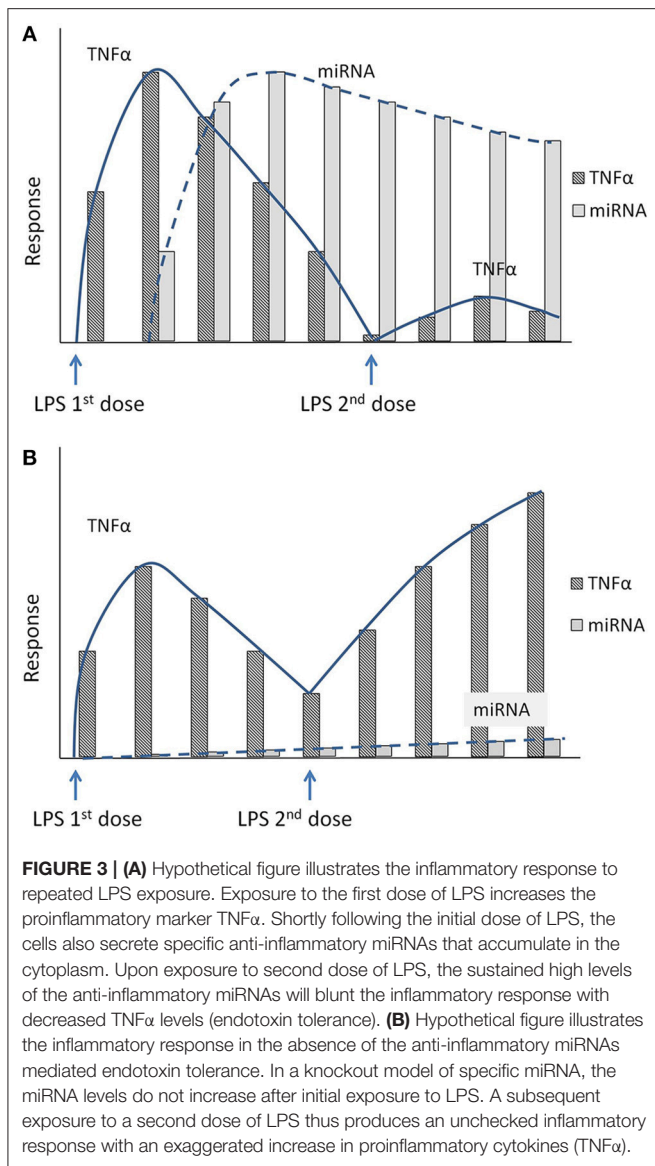 A
TNFα
miRNA
Response
TNFα
miRNA
TNFα
LPS 1st dose
LPS 2nd dose
B
TNFα
Response
TNFα
miRNA
miRNA
LPS 1st dose
LPS 2nd dose
FIGURE 3 | (A) Hypothetical figure illustrates the inflammatory response to
repeated LPS exposure. Exposure to the first dose of LPS increases the
proinflammatory marker TNFα. Shortly following the initial dose of LPS, the
cells also secrete specific anti-inflammatory miRNAs that accumulate in the
cytoplasm. Upon exposure to second dose of LPS, the sustained high levels
of the anti-inflammatory miRNAs will blunt the inflammatory response with
decreased TNFα levels (endotoxin tolerance). (B) Hypothetical figure illustrates
the inflammatory response in the absence of the anti-inflammatory miRNAs
mediated endotoxin tolerance. In a knockout model of specific miRNA, the
miRNA levels do not increase after initial exposure to LPS. A subsequent
exposure to a second dose of LPS thus produces an unchecked inflammatory
response with an exaggerated increase in proinflammatory cytokines (TNFα).